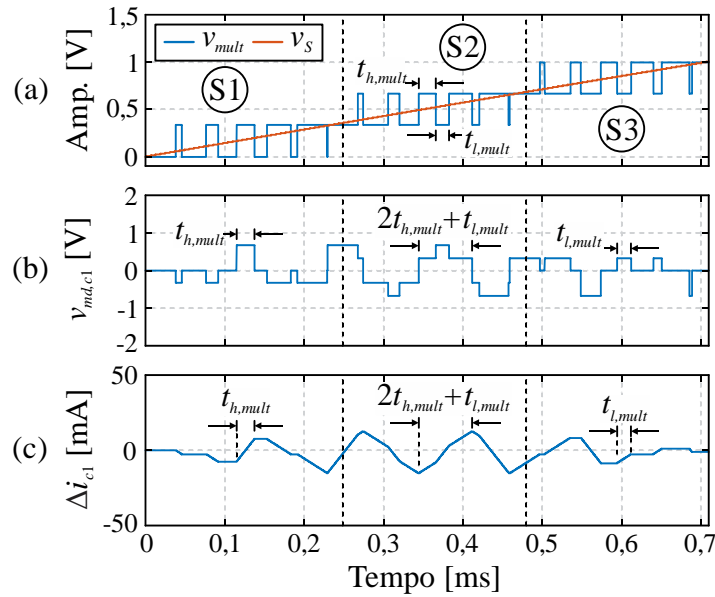 (a)
Amp. [V]
1,5
1
0,5
0
v_mult v_S
S1
S2
S3
t_h,mult
t_l,mult
(b)
v_md,c1 [V]
2
1
0
-1
-2
t_h,mult
2t_h,mult+t_l,mult
t_l,mult
(c)
Δi_c1 [mA]
50
0
-50
t_h,mult
2t_h,mult+t_l,mult
t_l,mult
0 0,1 0,2 0,3 0,4 0,5 0,6 0,7
Tempo [ms]